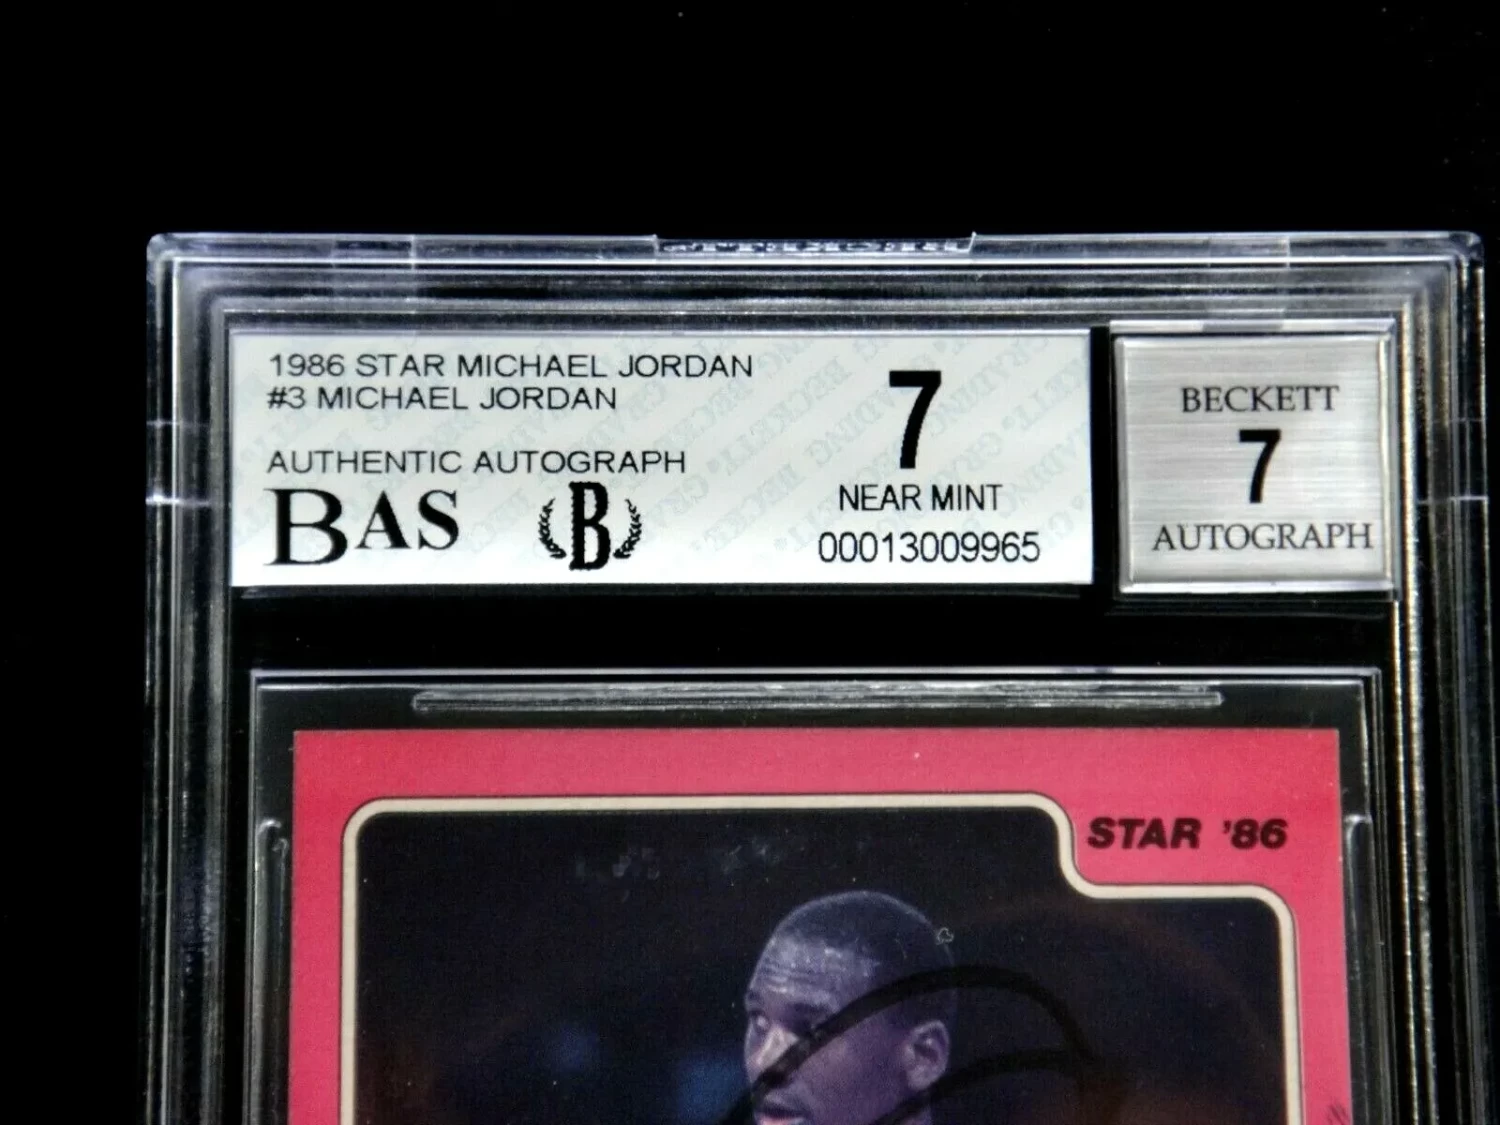 1986 STAR MICHAEL JORDAN
#3 MICHAEL JORDAN
AUTHENTIC AUTOGRAPH
BAS B
7
NEAR MINT
00013009965
BECKETT
7
AUTOGRAPH
STAR '86